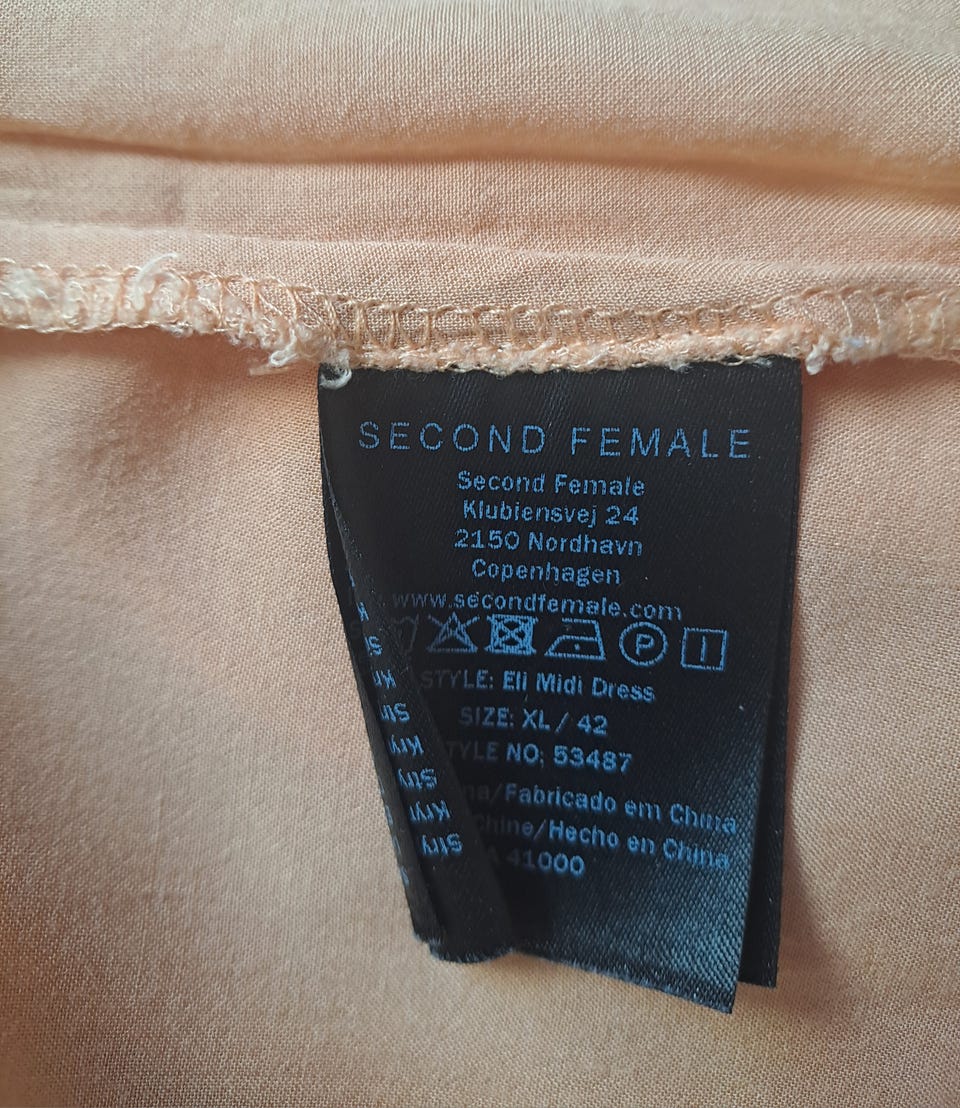 SECOND FEMALE
Second Female
Klubiensvej 24
2150 Nordhavn
Copenhagen
www.secondfemale.com
P
STYLE: Eli Midi Dress
SIZE: XL / 42
STYLE NO: 53487
/Fabricado em China
/Hecho en China
41000